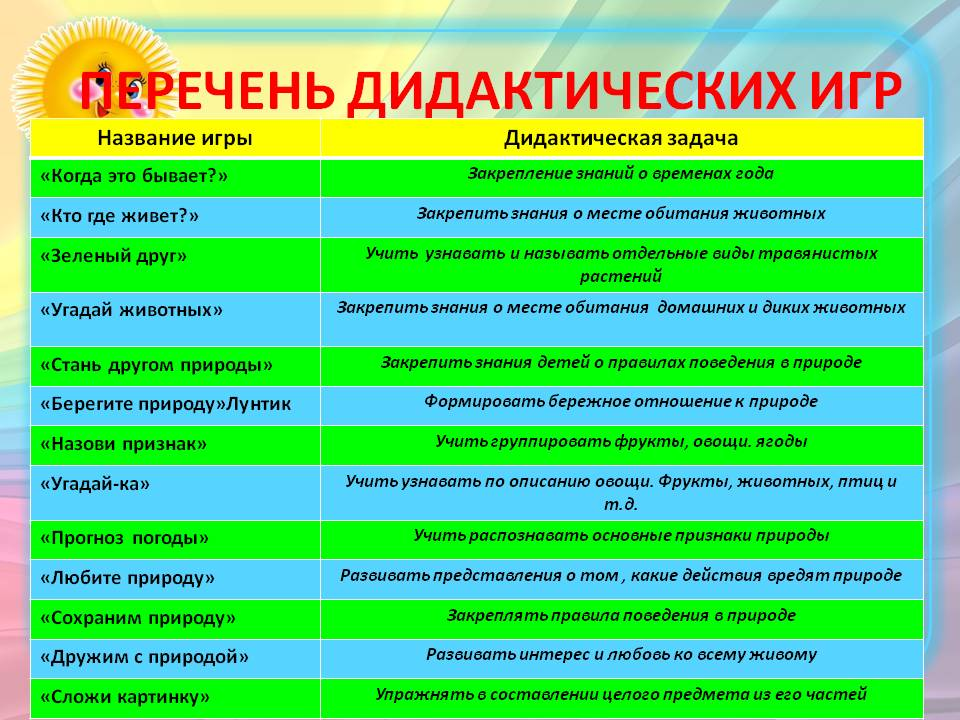 ПЕРЕЧЕНЬ ДИДАКТИЧЕСКИХ ИГР
Название игры Дидактическая задача
«Когда это бывает?» Закрепление знаний о временах года
«Кто где живет?» Закрепить знания о месте обитания животных
«Зеленый друг» Учить узнавать и называть отдельные виды травянистых
растений
«Угадай животных» Закрепить знания о месте обитания домашних и диких животных
«Стань другом природы» Закрепить знания детей о правилах поведения в природе
«Берегите природу»Лунтик Формировать бережное отношение к природе
«Назови признак» Учить группировать фрукты, овощи. ягоды
«Угадай-ка» Учить узнавать по описанию овощи. Фрукты, животных, птиц и
т.д.
«Прогноз погоды» Учить распознавать основные признаки природы
«Любите природу» Развивать представления о том , какие действия вредят природе
«Сохраним природу» Закреплять правила поведения в природе
«Дружим с природой» Развивать интерес и любовь ко всему живому
«Сложи картинку» Упражнять в составлении целого предмета из его частей